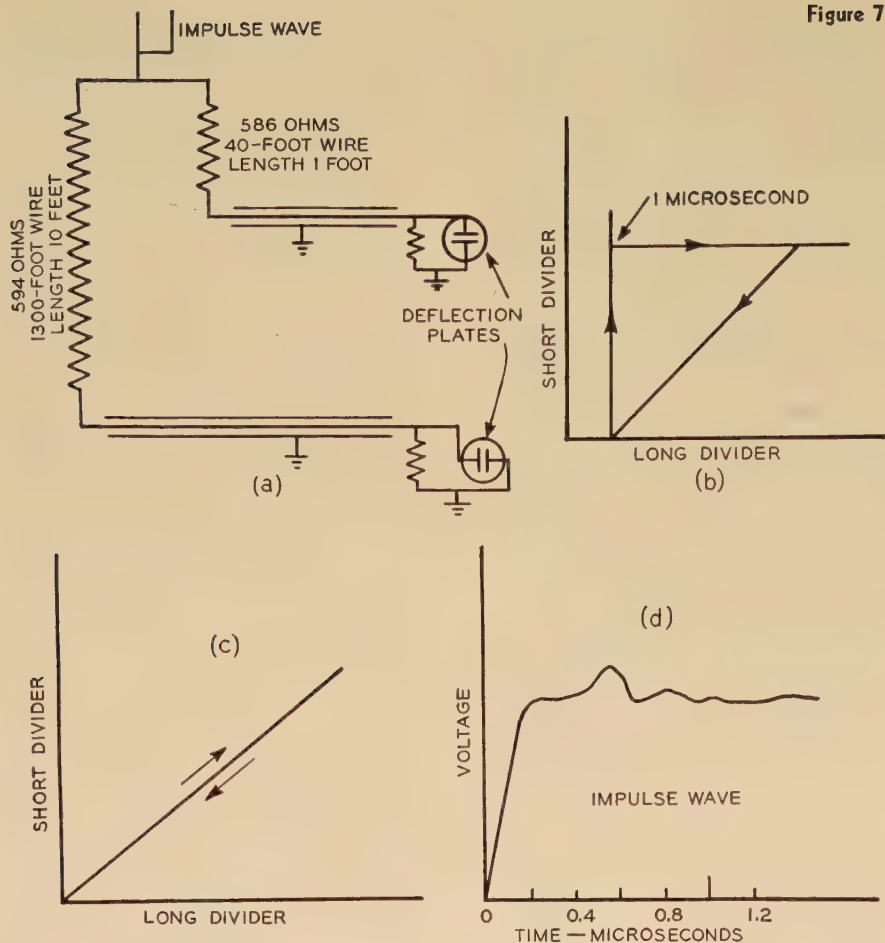 Figure 7
IMPULSE WAVE
586 OHMS
40-FOOT WIRE
LENGTH 1 FOOT
594 OHMS
1300-FOOT WIRE
LENGTH 10 FEET
DEFLECTION
PLATES
(a)
1 MICROSECOND
SHORT DIVIDER
LONG DIVIDER
(b)
(c)
SHORT DIVIDER
LONG DIVIDER
(d)
VOLTAGE
IMPULSE WAVE
0 0.4 0.8 1.2
TIME — MICROSECONDS